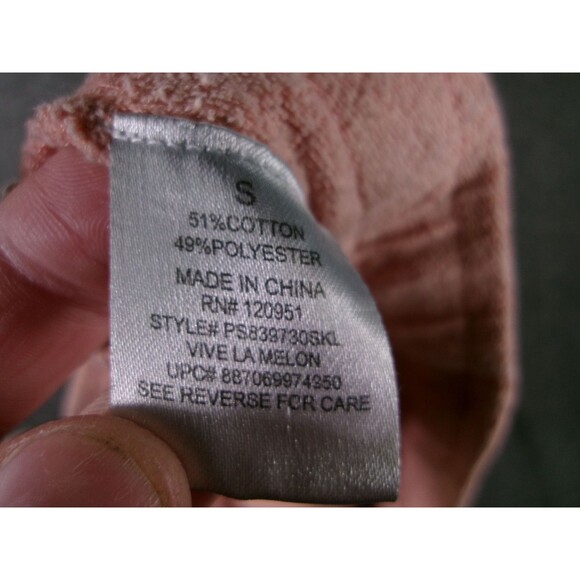 S
51%COTTON
49%POLYESTER
MADE IN CHINA
RN# 120951
STYLE# PS839730SKL
VIVE LA MELON
UPC# 887069974950
SEE REVERSE FOR CARE